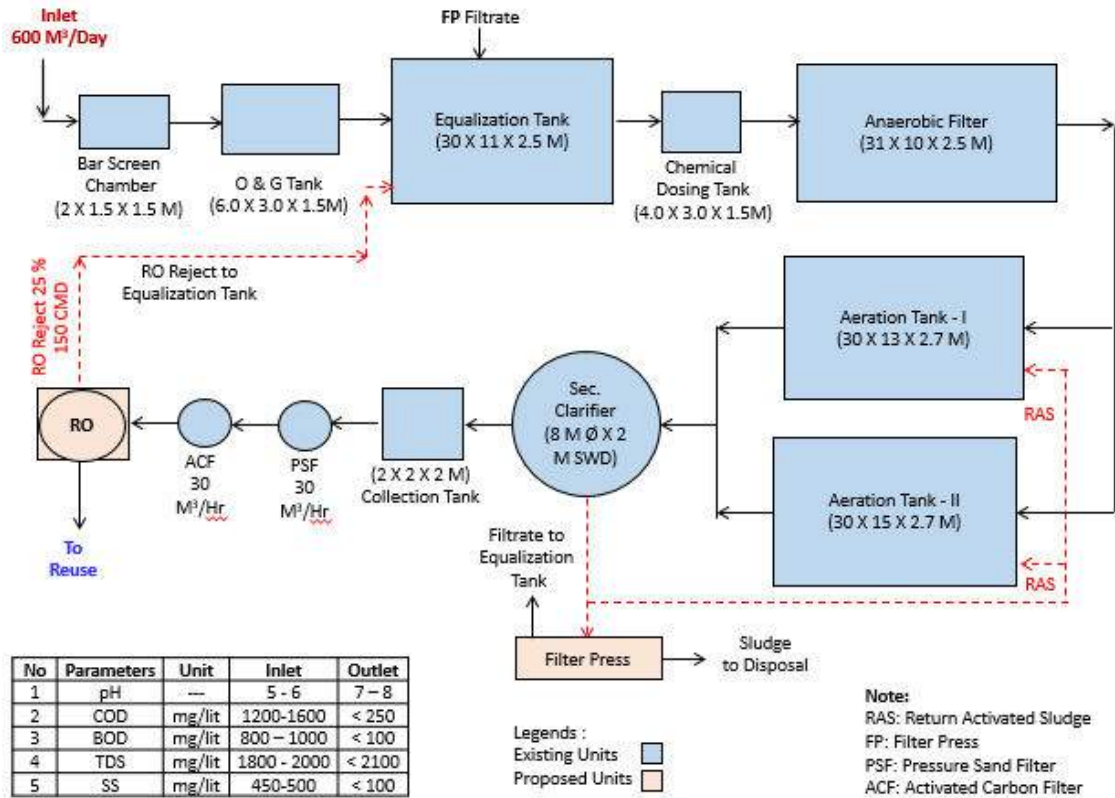 Inlet
600 M³/Day
FP Filtrate
Bar Screen
Chamber
(2 X 1.5 X 1.5 M)
O & G Tank
(6.0 X 3.0 X 1.5M)
Equalization Tank
(30 X 11 X 2.5 M)
Chemical
Dosing Tank
(4.0 X 3.0 X 1.5M)
Anaerobic Filter
(31 X 10 X 2.5 M)
RO Reject 25 %
150 CMD
RO Reject to
Equalization Tank
RO
To
Reuse
ACF
30
M³/Hr
PSF
30
M³/Hr
(2 X 2 X 2 M)
Collection Tank
Sec.
Clarifier
(8 M Ø X 2
M SWD)
Aeration Tank - I
(30 X 13 X 2.7 M)
RAS
Aeration Tank - II
(30 X 15 X 2.7 M)
RAS
Filtrate to
Equalization
Tank
Filter Press
Sludge
to Disposal
No Parameters Unit Inlet Outlet
1 pH --- 5 - 6 7 – 8
2 COD mg/lit 1200-1600 < 250
3 BOD mg/lit 800 – 1000 < 100
4 TDS mg/lit 1800 - 2000 < 2100
5 SS mg/lit 450-500 < 100
Legends :
Existing Units
Proposed Units
Note:
RAS: Return Activated Sludge
FP: Filter Press
PSF: Pressure Sand Filter
ACF: Activated Carbon Filter